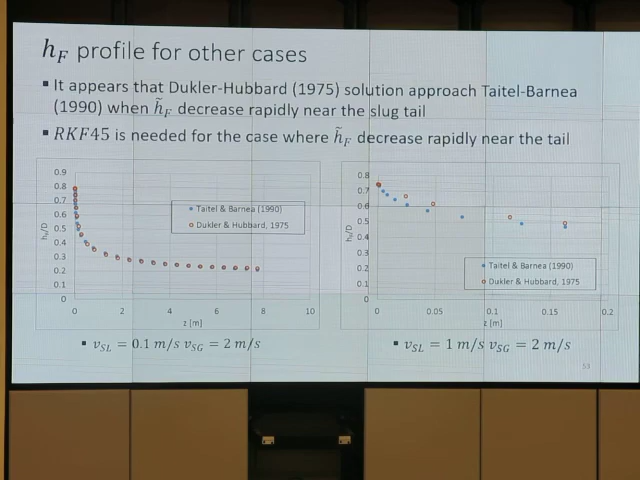 h_F profile for other cases
▪ It appears that Dukler-Hubbard (1975) solution approach Taitel-Barnea
(1990) when h̃_F decrease rapidly near the slug tail
▪ RKF45 is needed for the case where h̃_F decrease rapidly near the tail
0.9
0.8
0.7
0.6
0.5
0.4
0.3
0.2
0.1
0
h_F/D
Taitel & Barnea (1990)
Dukler & Hubbard, 1975
0 2 4 6 8 10
z [m]
▪ v_SL = 0.1 m/s v_SG = 2 m/s
0.8
0.7
0.6
0.5
0.4
0.3
0.2
0.1
0
h_F/D
Taitel & Barnea (1990)
Dukler & Hubbard, 1975
0 0.05 0.1 0.15 0.2
z [m]
▪ v_SL = 1 m/s v_SG = 2 m/s
53